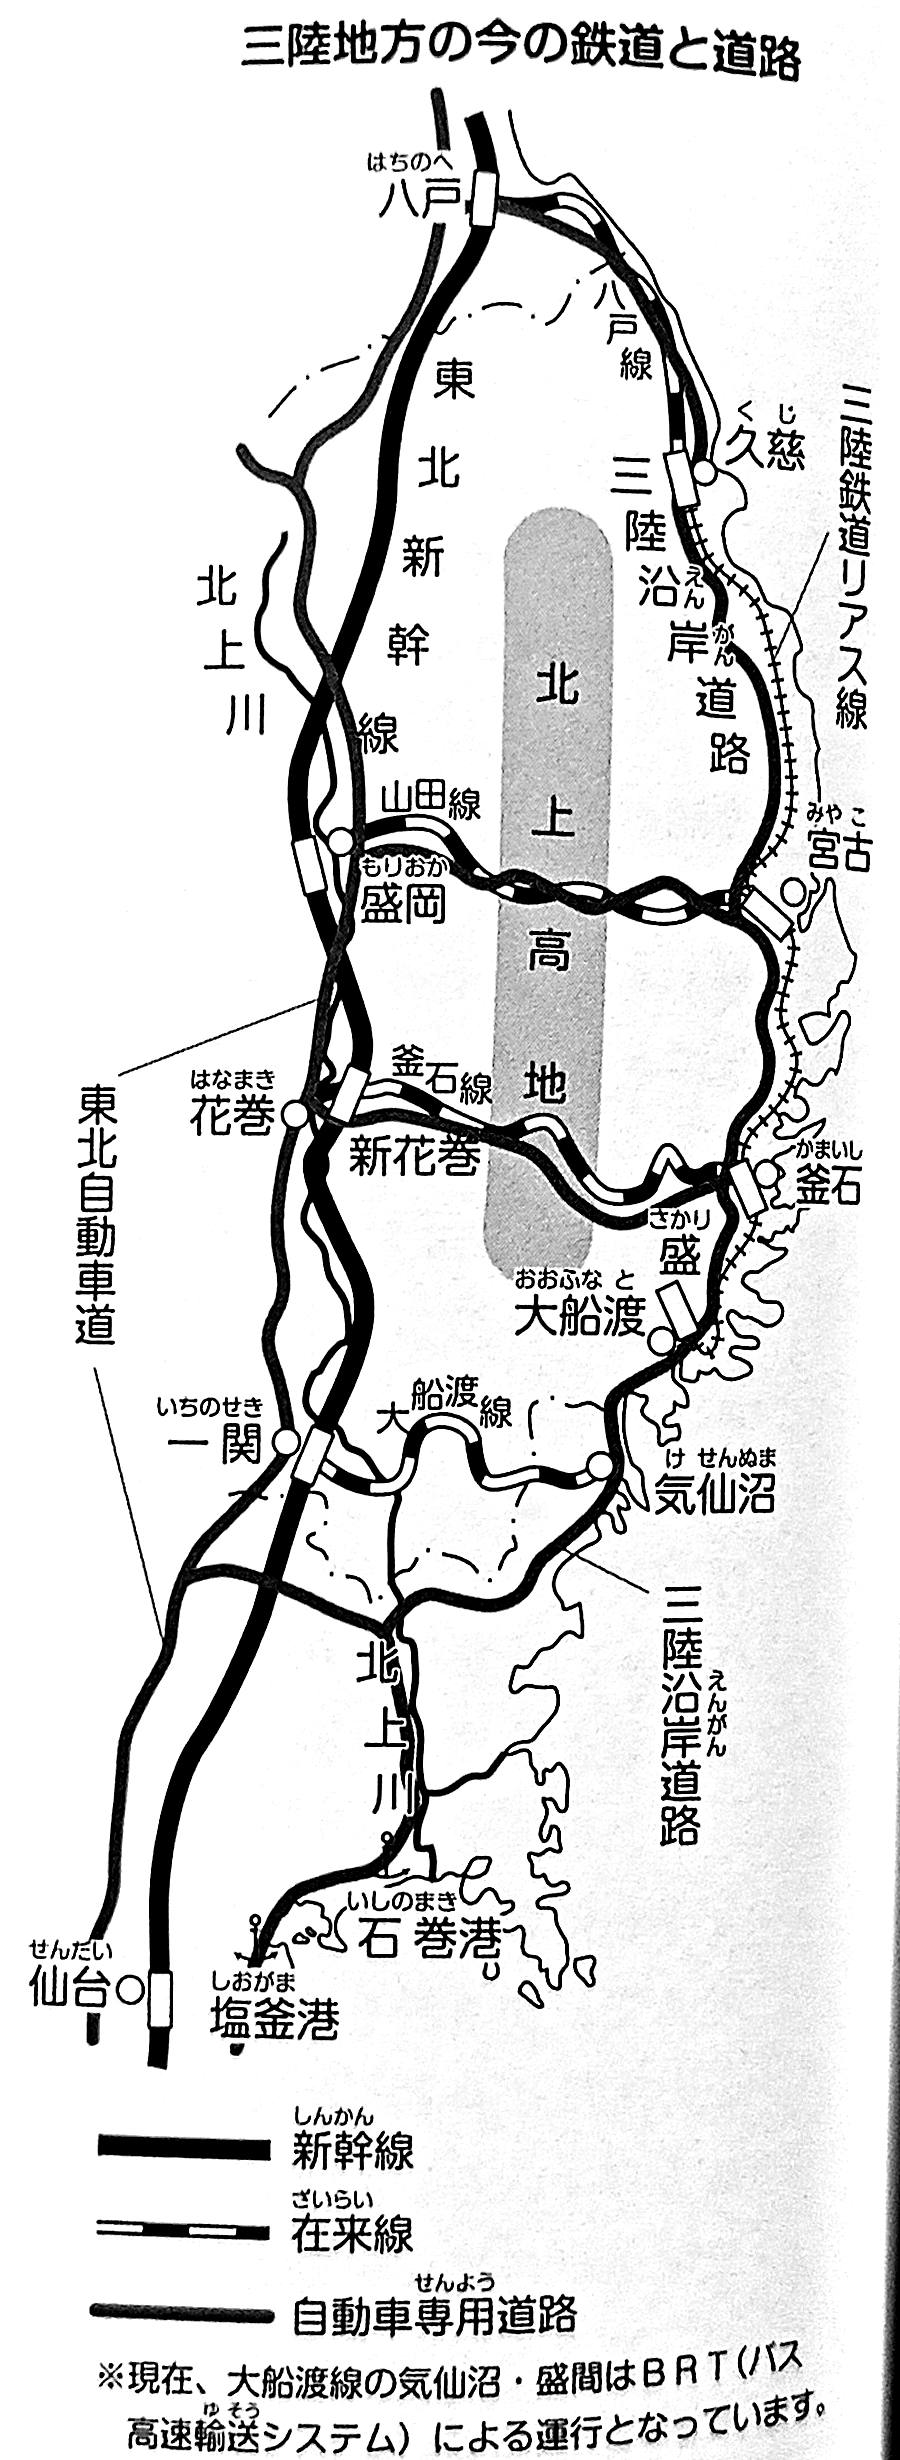 三陸地方の今の鉄道と道路
はちのへ
八戸
八戸線
東北新幹線
くじ
久慈
三陸鉄道リアス線
三陸沿岸道路
えんがん
北上川
北上高地
山田線
もりおか
盛岡
みやこ
宮古
釜石線
はなまき
花巻
新花巻
かまいし
釜石
東北自動車道
さかり
盛
おおふなと
大船渡
大船渡線
いちのせき
一関
けせんぬま
気仙沼
三陸沿岸道路
えんがん
北上川
いしのまき
石巻港
せんだい
仙台
しおがま
塩釜港
しんかん
新幹線
ざいらい
在来線
せんよう
自動車専用道路
※現在、大船渡線の気仙沼・盛間はBRT(バス
ゆそう
高速輸送システム）による運行となっています。